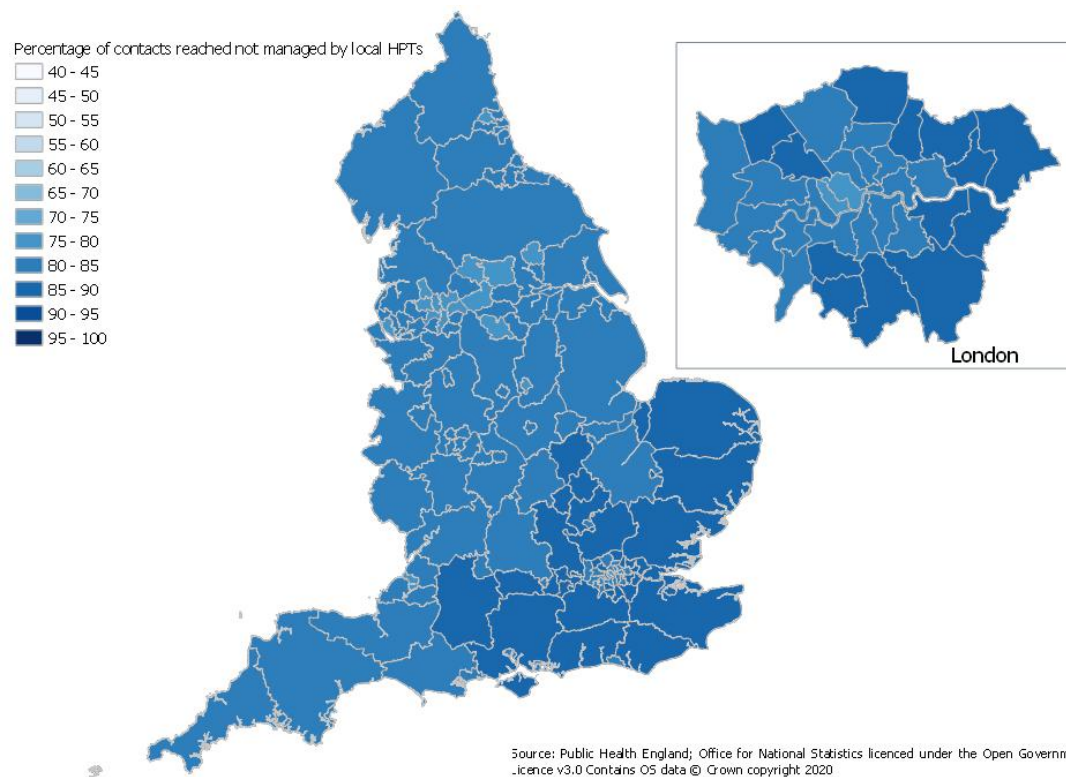 Percentage of contacts reached not managed by local HPTs
40 - 45
45 - 50
50 - 55
55 - 60
60 - 65
65 - 70
70 - 75
75 - 80
80 - 85
85 - 90
90 - 95
95 - 100
London
Source: Public Health England; Office for National Statistics licenced under the Open Governm
Licence v3.0 Contains OS data © Crown copyright 2020